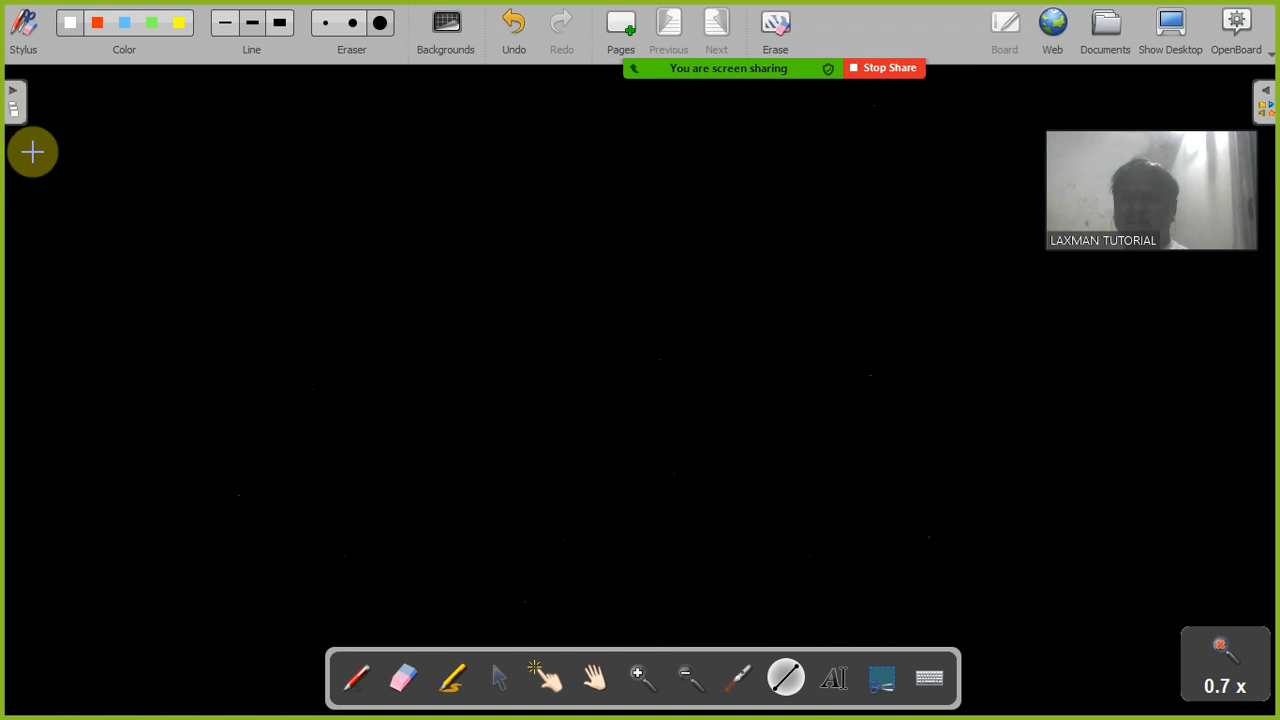 Stylus Color Line Eraser Backgrounds Undo Redo Pages Previous Next Erase Board Web Documents Show Desktop OpenBoard
You are screen sharing Stop Share
LAXMAN TUTORIAL
AI
0.7 x